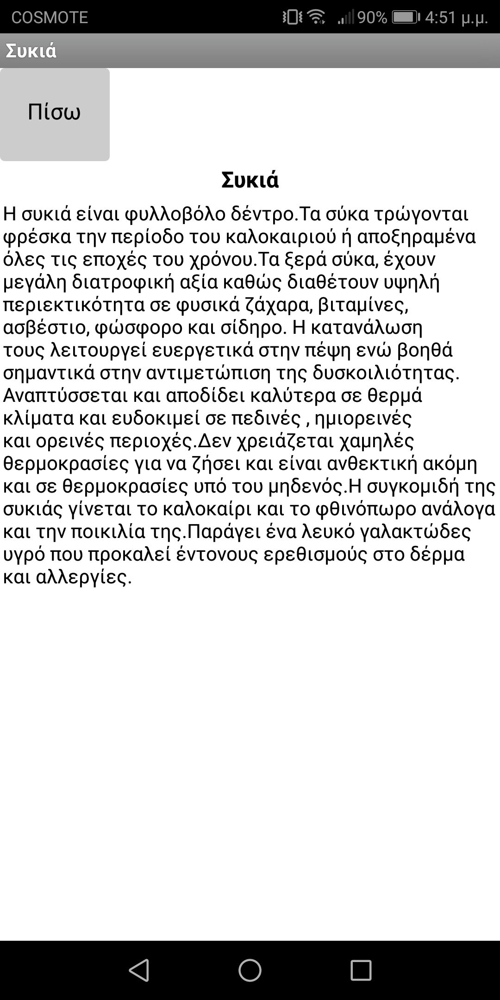 COSMOTE 90% 4:51 μ.μ.
Συκιά
Πίσω
Συκιά
Η συκιά είναι φυλλοβόλο δέντρο.Τα σύκα τρώγονται
φρέσκα την περίοδο του καλοκαιριού ή αποξηραμένα
όλες τις εποχές του χρόνου.Τα ξερά σύκα, έχουν
μεγάλη διατροφική αξία καθώς διαθέτουν υψηλή
περιεκτικότητα σε φυσικά ζάχαρα, βιταμίνες,
ασβέστιο, φώσφορο και σίδηρο. Η κατανάλωση
τους λειτουργεί ευεργετικά στην πέψη ενώ βοηθά
σημαντικά στην αντιμετώπιση της δυσκοιλιότητας.
Αναπτύσσεται και αποδίδει καλύτερα σε θερμά
κλίματα και ευδοκιμεί σε πεδινές , ημιορεινές
και ορεινές περιοχές.Δεν χρειάζεται χαμηλές
θερμοκρασίες για να ζήσει και είναι ανθεκτική ακόμη
και σε θερμοκρασίες υπό του μηδενός.Η συγκομιδή της
συκιάς γίνεται το καλοκαίρι και το φθινόπωρο ανάλογα
και την ποικιλία της.Παράγει ένα λευκό γαλακτώδες
υγρό που προκαλεί έντονους ερεθισμούς στο δέρμα
και αλλεργίες.